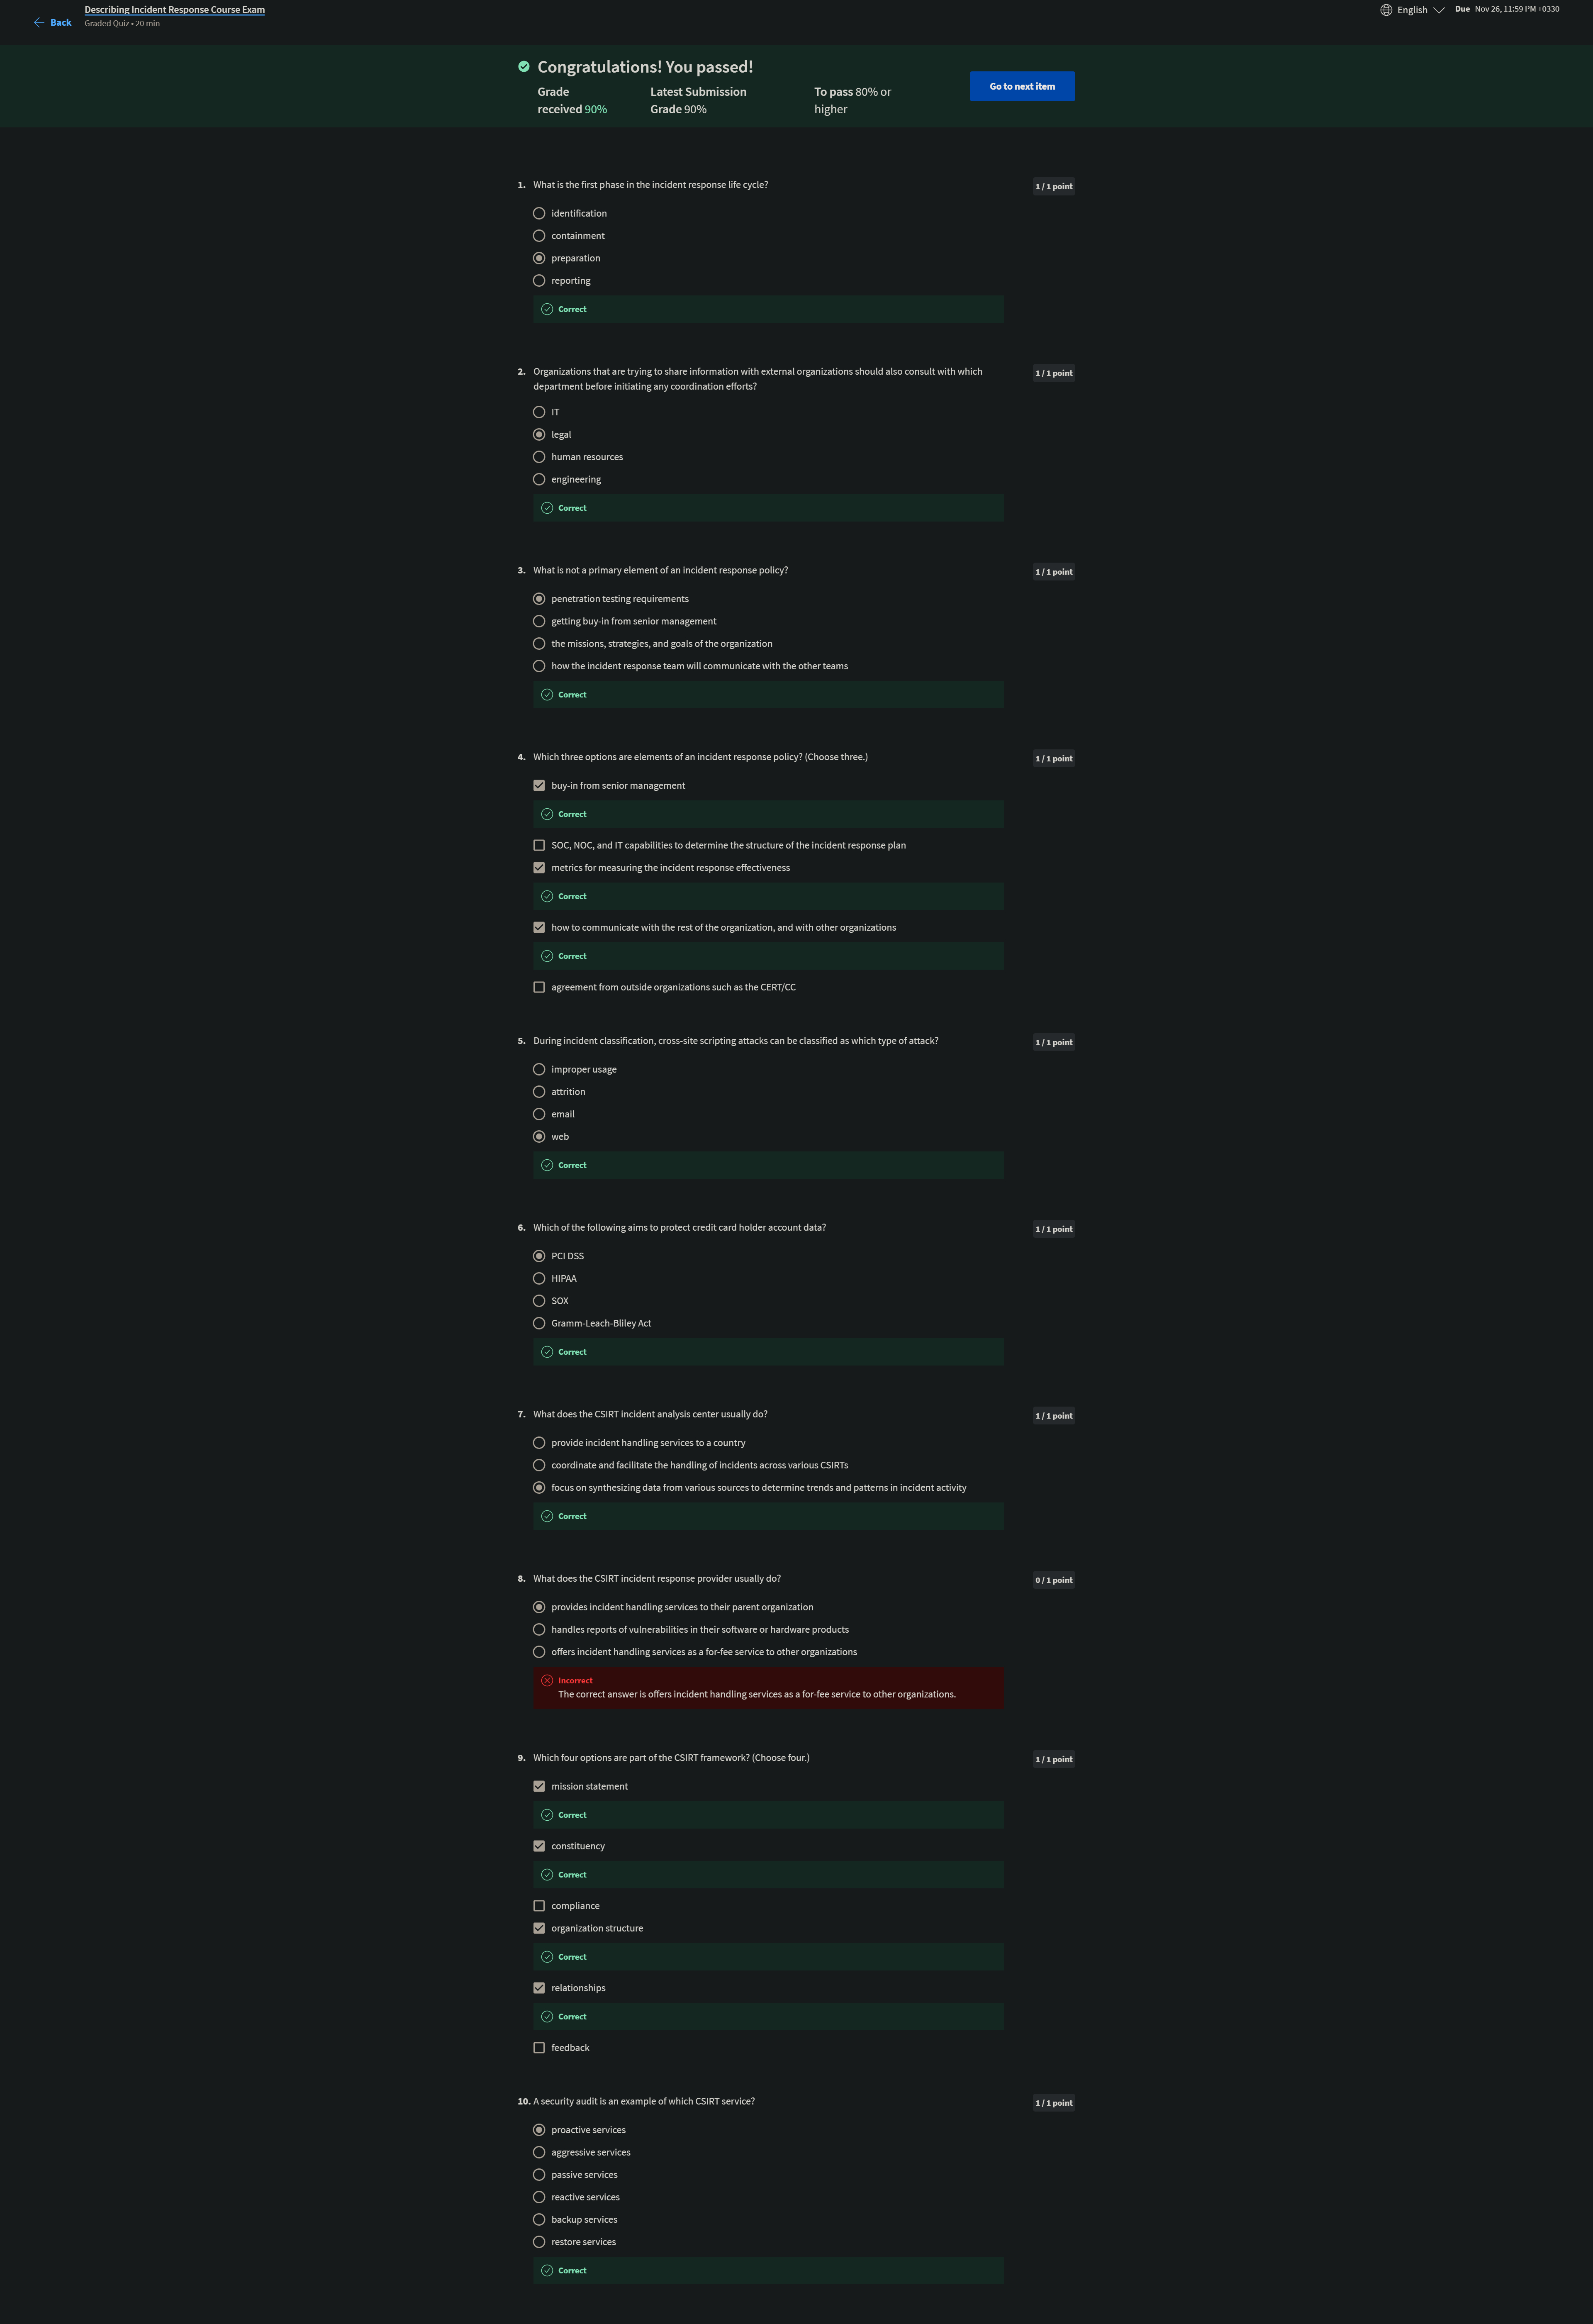 Back
Describing Incident Response Course Exam
Graded Quiz • 20 min
English
Due Nov 26, 11:59 PM +0330
Congratulations! You passed!
Grade received 90%
Latest Submission Grade 90%
To pass 80% or higher
Go to next item
1. What is the first phase in the incident response life cycle?
1 / 1 point
identification
containment
preparation
reporting
Correct
2. Organizations that are trying to share information with external organizations should also consult with which
department before initiating any coordination efforts?
1 / 1 point
IT
legal
human resources
engineering
Correct
3. What is not a primary element of an incident response policy?
1 / 1 point
penetration testing requirements
getting buy-in from senior management
the missions, strategies, and goals of the organization
how the incident response team will communicate with the other teams
Correct
4. Which three options are elements of an incident response policy? (Choose three.)
1 / 1 point
buy-in from senior management
Correct
SOC, NOC, and IT capabilities to determine the structure of the incident response plan
metrics for measuring the incident response effectiveness
Correct
how to communicate with the rest of the organization, and with other organizations
Correct
agreement from outside organizations such as the CERT/CC
5. During incident classification, cross-site scripting attacks can be classified as which type of attack?
1 / 1 point
improper usage
attrition
email
web
Correct
6. Which of the following aims to protect credit card holder account data?
1 / 1 point
PCI DSS
HIPAA
SOX
Gramm-Leach-Bliley Act
Correct
7. What does the CSIRT incident analysis center usually do?
1 / 1 point
provide incident handling services to a country
coordinate and facilitate the handling of incidents across various CSIRTs
focus on synthesizing data from various sources to determine trends and patterns in incident activity
Correct
8. What does the CSIRT incident response provider usually do?
0 / 1 point
provides incident handling services to their parent organization
handles reports of vulnerabilities in their software or hardware products
offers incident handling services as a for-fee service to other organizations
Incorrect
The correct answer is offers incident handling services as a for-fee service to other organizations.
9. Which four options are part of the CSIRT framework? (Choose four.)
1 / 1 point
mission statement
Correct
constituency
Correct
compliance
organization structure
Correct
relationships
Correct
feedback
10. A security audit is an example of which CSIRT service?
1 / 1 point
proactive services
aggressive services
passive services
reactive services
backup services
restore services
Correct